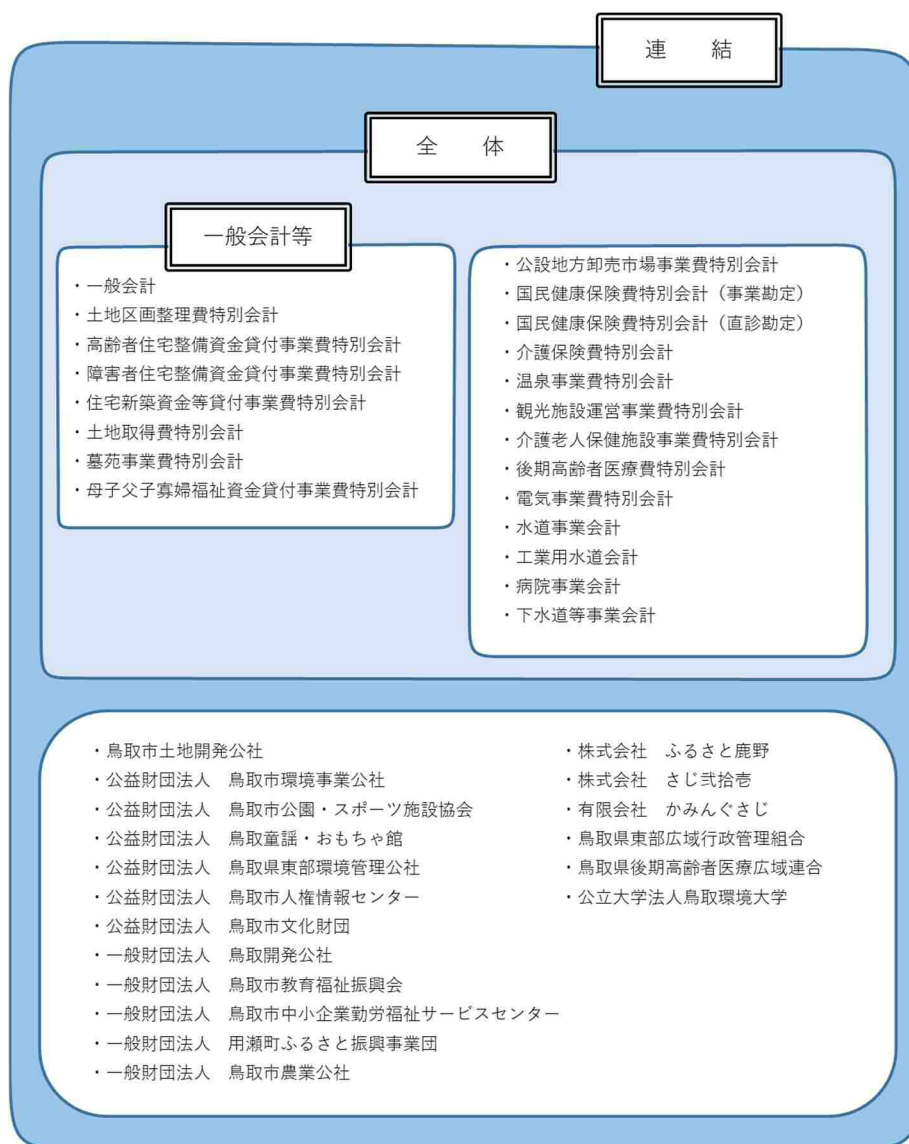 連　結
全　体
一般会計等
・一般会計
・土地区画整理費特別会計
・高齢者住宅整備資金貸付事業費特別会計
・障害者住宅整備資金貸付事業費特別会計
・住宅新築資金等貸付事業費特別会計
・土地取得費特別会計
・墓苑事業費特別会計
・母子父子寡婦福祉資金貸付事業費特別会計
・公設地方卸売市場事業費特別会計
・国民健康保険費特別会計（事業勘定）
・国民健康保険費特別会計（直診勘定）
・介護保険費特別会計
・温泉事業費特別会計
・観光施設運営事業費特別会計
・介護老人保健施設事業費特別会計
・後期高齢者医療費特別会計
・電気事業費特別会計
・水道事業会計
・工業用水道会計
・病院事業会計
・下水道等事業会計
・鳥取市土地開発公社
・公益財団法人　鳥取市環境事業公社
・公益財団法人　鳥取市公園・スポーツ施設協会
・公益財団法人　鳥取童謡・おもちゃ館
・公益財団法人　鳥取県東部環境管理公社
・公益財団法人　鳥取市人権情報センター
・公益財団法人　鳥取市文化財団
・一般財団法人　鳥取開発公社
・一般財団法人　鳥取市教育福祉振興会
・一般財団法人　鳥取市中小企業勤労福祉サービスセンター
・一般財団法人　用瀬町ふるさと振興事業団
・一般財団法人　鳥取市農業公社
・株式会社　ふるさと鹿野
・株式会社　さじ弐拾壱
・有限会社　かみんぐさじ
・鳥取県東部広域行政管理組合
・鳥取県後期高齢者医療広域連合
・公立大学法人鳥取環境大学